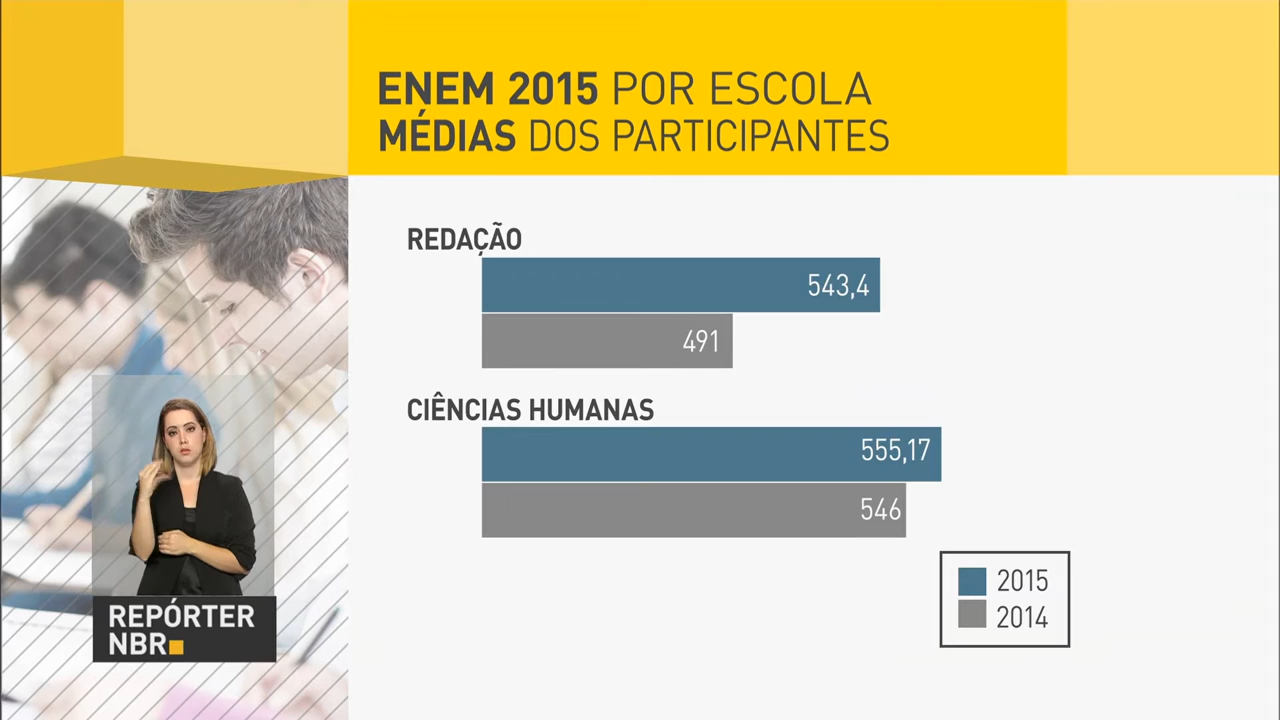 ENEM 2015 POR ESCOLA
MÉDIAS DOS PARTICIPANTES
REDAÇÃO
543,4
491
CIÊNCIAS HUMANAS
555,17
546
2015
2014
REPÓRTER
NBR